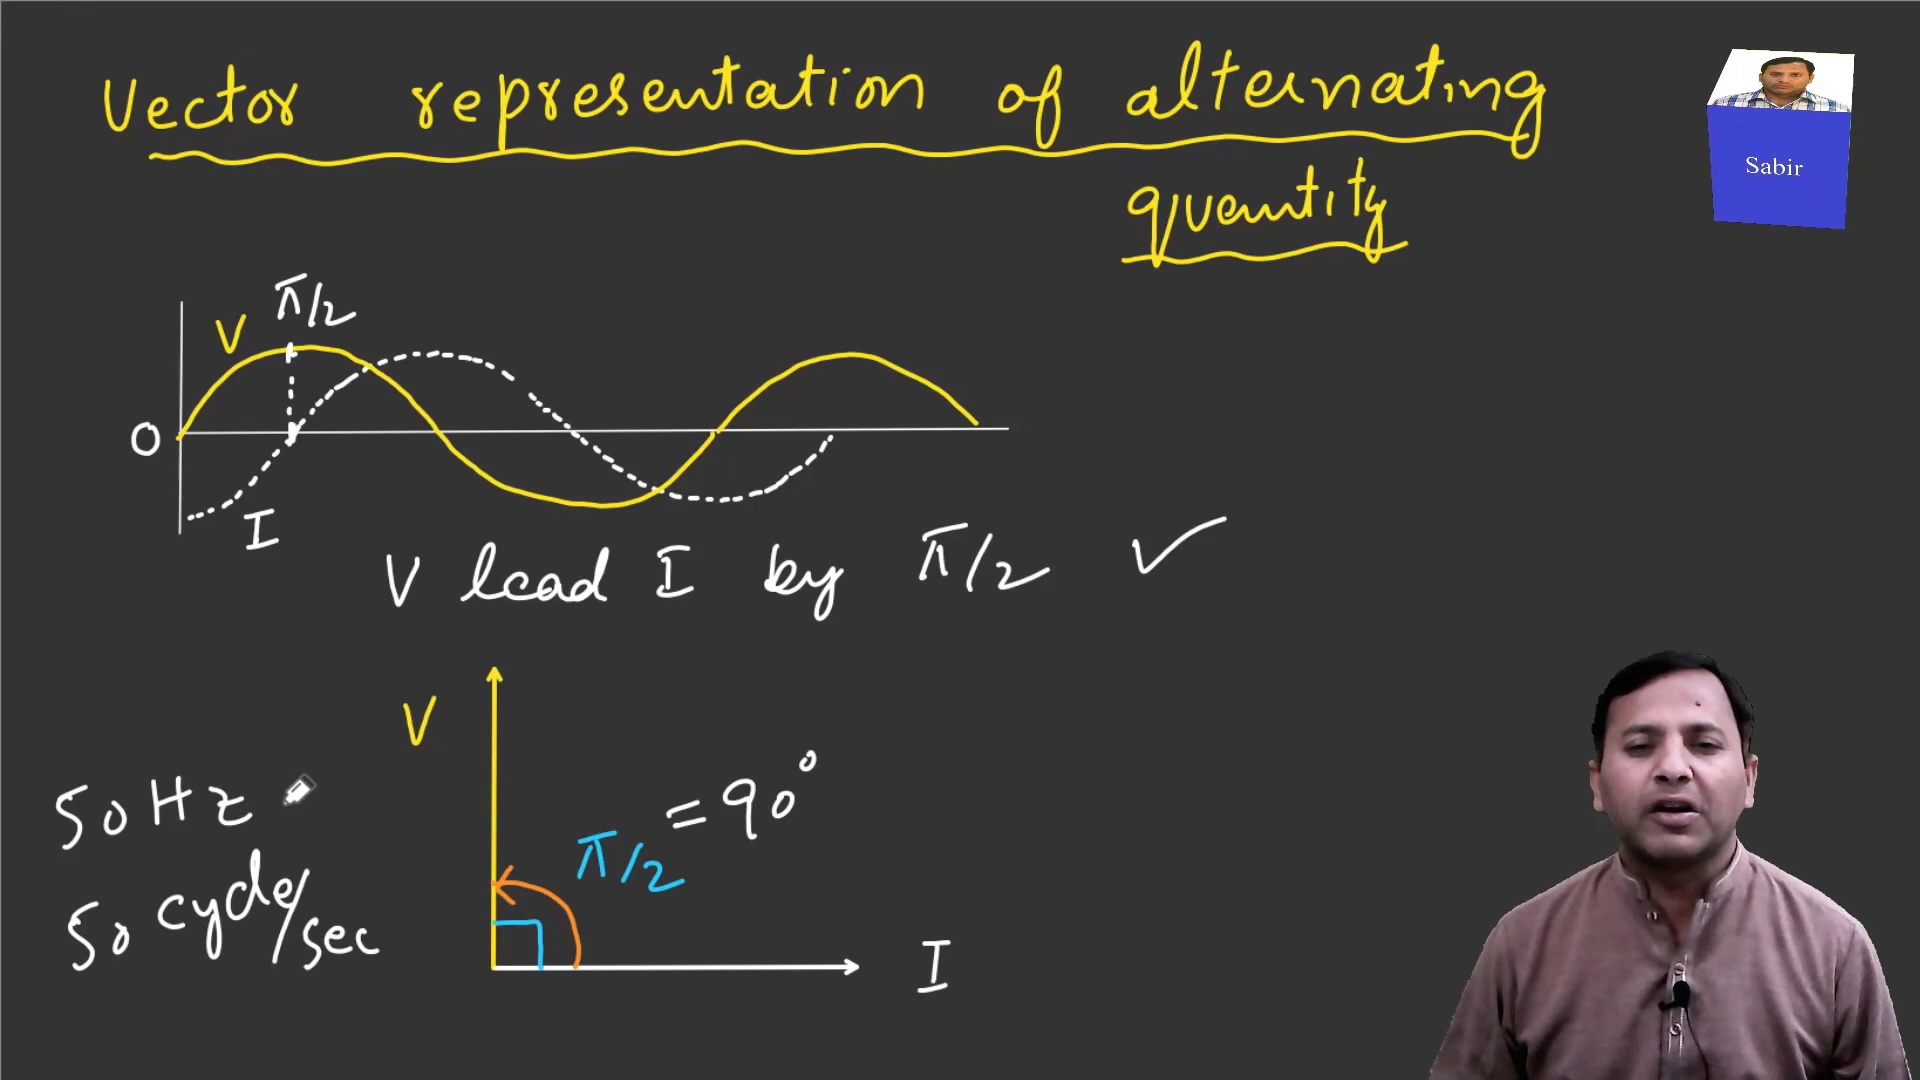 Vector representation of alternating
quantity
Sabir
π/2
V
O
I
V lead I by π/2 ✓
V
50 Hz
= 90°
π/2
50 cycle/sec
I